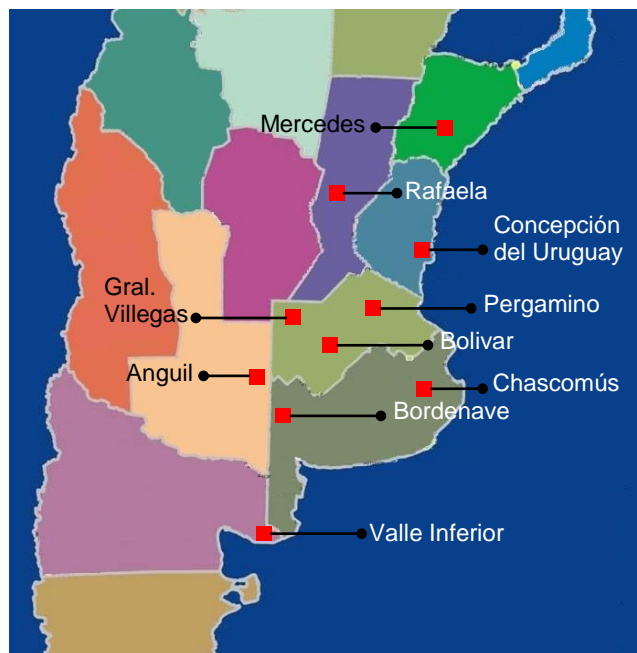 Mercedes
Rafaela
Concepción
del Uruguay
Gral.
Villegas
Pergamino
Bolivar
Anguil
Chascomús
Bordenave
Valle Inferior